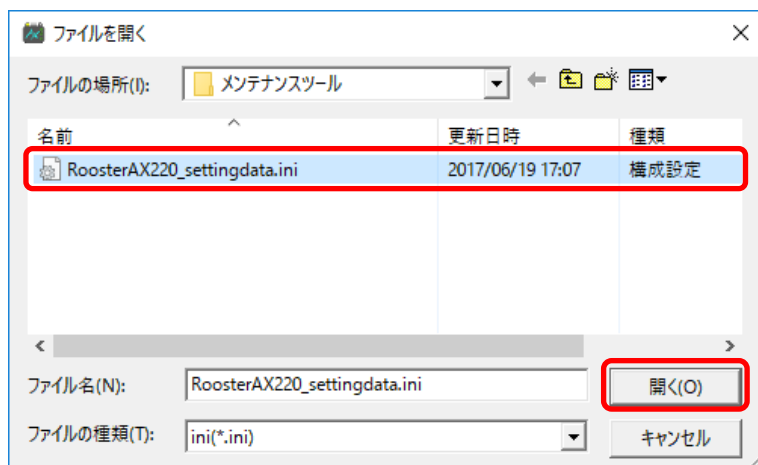 ファイルを開く
ファイルの場所(I): メンテナンスツール
名前 更新日時 種類
RoosterAX220_settingdata.ini 2017/06/19 17:07 構成設定
ファイル名(N): RoosterAX220_settingdata.ini 開く(O)
ファイルの種類(T): ini(*.ini) キャンセル